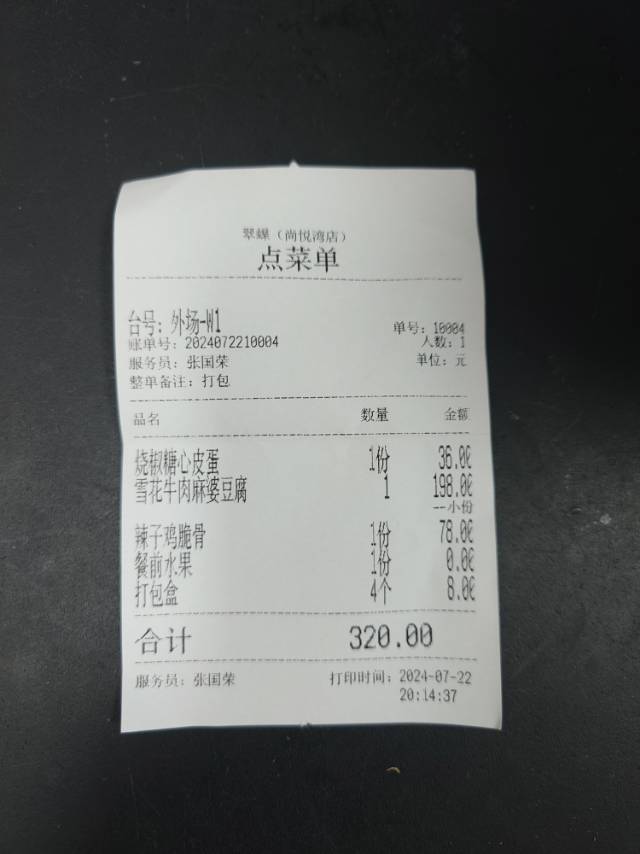 翠蝶（尚悦湾店）
点菜单
台号: 外场-W1 单号: 10004
账单号: 2024072210004 人数: 1
服务员: 张国荣 单位: 元
整单备注: 打包
品名 数量 金额
烧椒糖心皮蛋 1份 36.00
雪花牛肉麻婆豆腐 1 198.00
--小份
辣子鸡脆骨 1份 78.00
餐前水果 1份 0.00
打包盒 4个 8.00
合计 320.00
服务员: 张国荣 打印时间: 2024-07-22
20:14:37